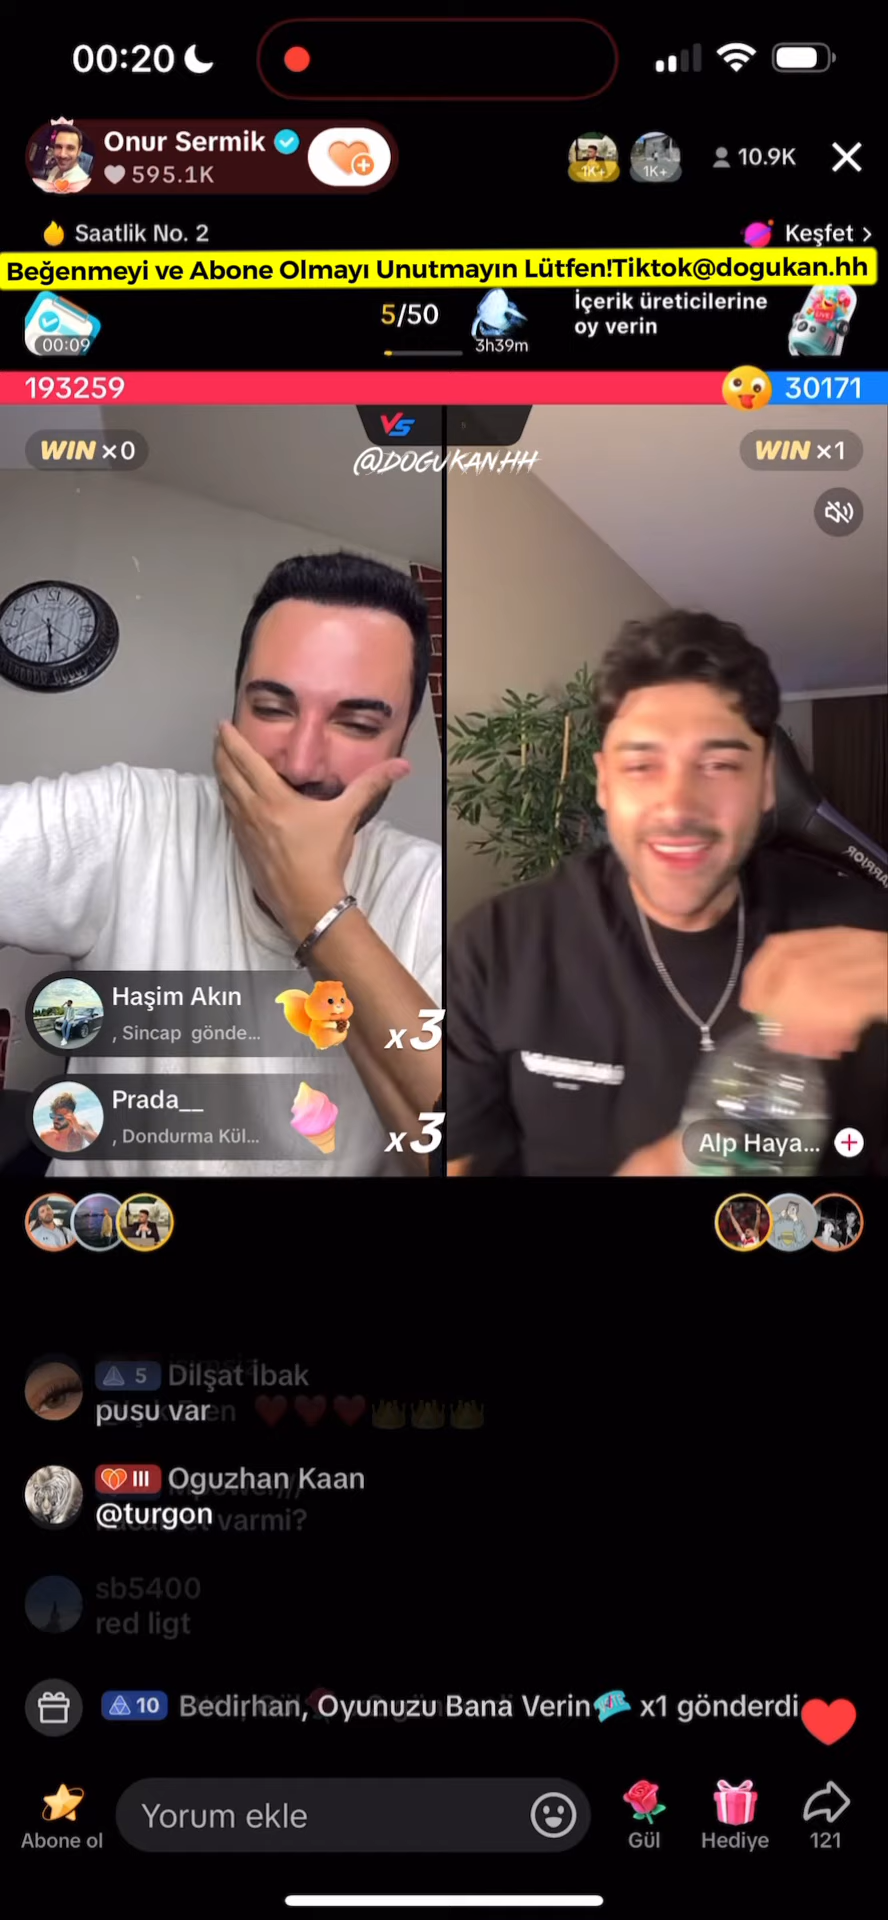 00:20
Onur Sermik
595.1K
1K+
1K+
10.9K
Saatlik No. 2
Keşfet >
Beğenmeyi ve Abone Olmayı Unutmayın Lütfen!Tiktok@dogukan.hh
00:09
5/50
3h39m
İçerik üreticilerine
oy verin
193259
30171
WIN x0
VS
WIN x1
@DOGUKAN.HH
Haşim Akın
, Sincap gönde...
x3
Prada__
, Dondurma Kül...
x3
Alp Haya...
5 Dilşat İbak
pusu var
III Oguzhan Kaan
@turgon
varmi?
sb5400
red ligt
10 Bedirhan, Oyunuzu Bana Verin x1 gönderdi
Abone ol
Yorum ekle
Gül
Hediye
121